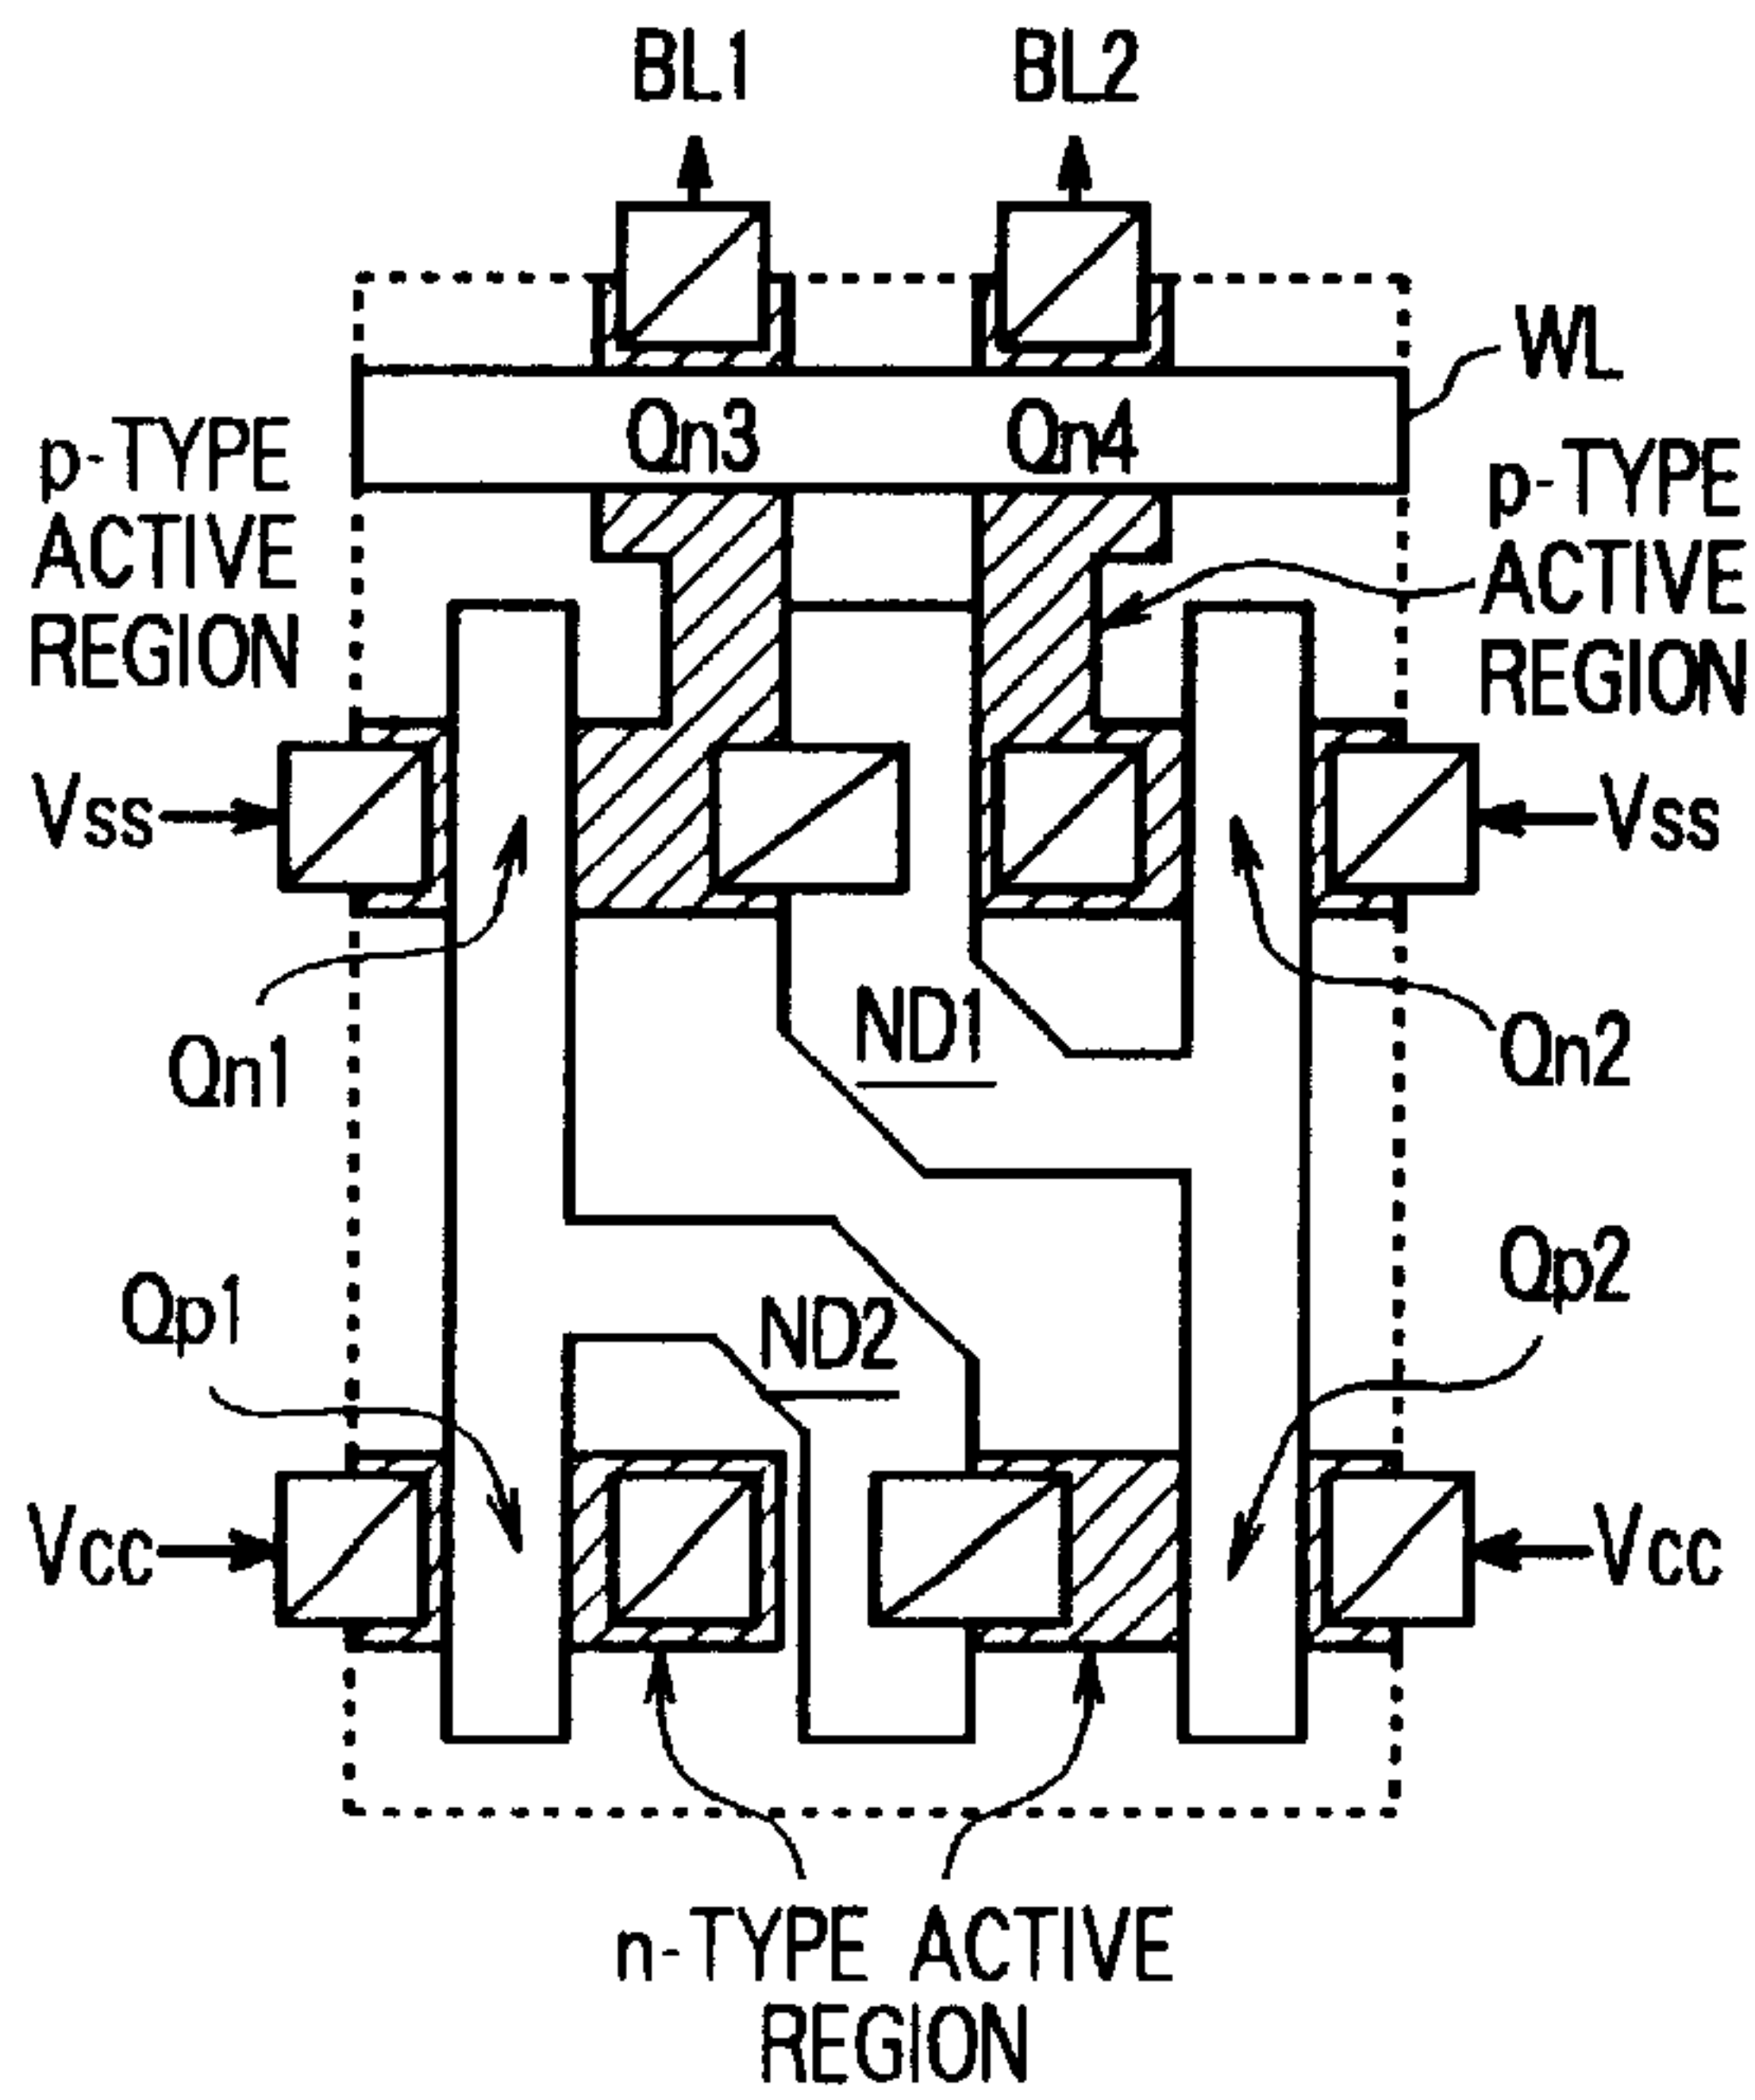 BL1
BL2
WL
Qn3
Qn4
p-TYPE
ACTIVE
REGION
p-TYPE
ACTIVE
REGION
Vss
Vss
ND1
Qn1
Qn2
Qp1
ND2
Qp2
Vcc
Vcc
n-TYPE ACTIVE
REGION